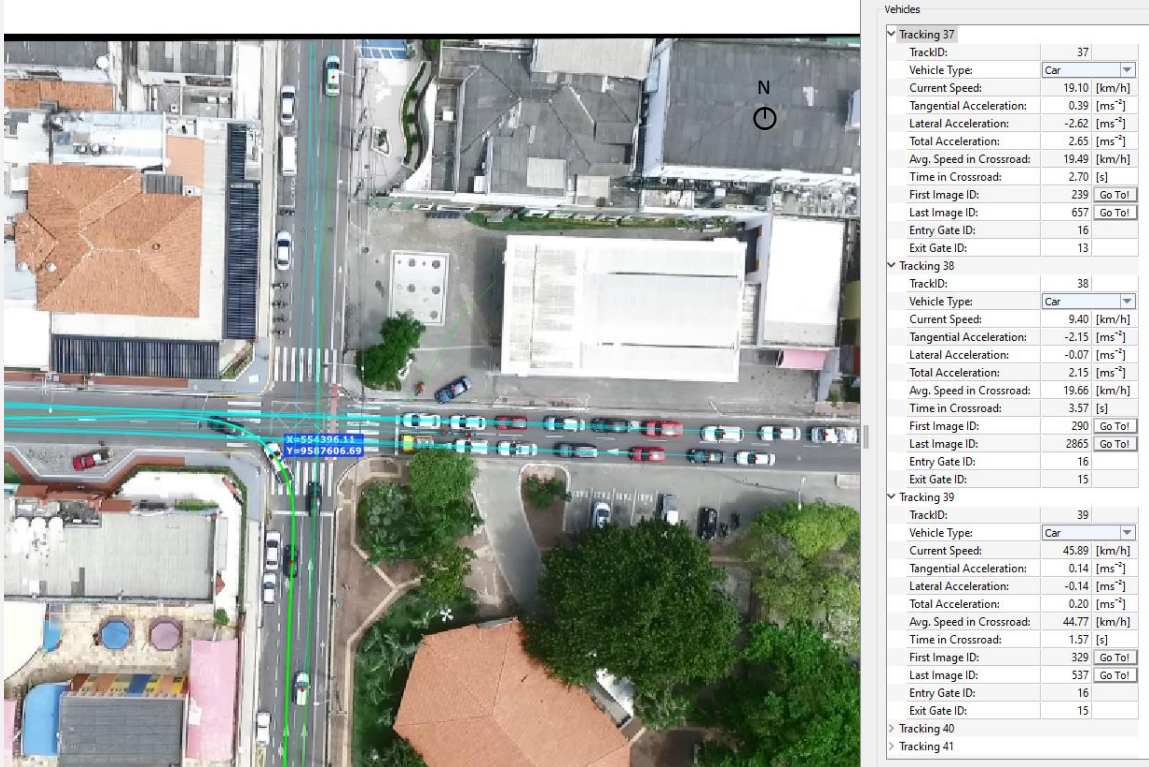 Vehicles
Tracking 37
TrackID: 37
Vehicle Type: Car
Current Speed: 19.10 [km/h]
Tangential Acceleration: 0.39 [ms⁻²]
Lateral Acceleration: -2.62 [ms⁻²]
Total Acceleration: 2.65 [ms⁻²]
Avg. Speed in Crossroad: 19.49 [km/h]
Time in Crossroad: 2.70 [s]
First Image ID: 239 Go To!
Last Image ID: 657 Go To!
Entry Gate ID: 16
Exit Gate ID: 13
Tracking 38
TrackID: 38
Vehicle Type: Car
Current Speed: 9.40 [km/h]
Tangential Acceleration: -2.15 [ms⁻²]
Lateral Acceleration: -0.07 [ms⁻²]
Total Acceleration: 2.15 [ms⁻²]
Avg. Speed in Crossroad: 19.66 [km/h]
Time in Crossroad: 3.57 [s]
First Image ID: 290 Go To!
Last Image ID: 2865 Go To!
Entry Gate ID: 16
Exit Gate ID: 15
Tracking 39
TrackID: 39
Vehicle Type: Car
Current Speed: 45.89 [km/h]
Tangential Acceleration: 0.14 [ms⁻²]
Lateral Acceleration: -0.14 [ms⁻²]
Total Acceleration: 0.20 [ms⁻²]
Avg. Speed in Crossroad: 44.77 [km/h]
Time in Crossroad: 1.57 [s]
First Image ID: 329 Go To!
Last Image ID: 537 Go To!
Entry Gate ID: 16
Exit Gate ID: 15
Tracking 40
Tracking 41
N
X=554396.11
Y=9587606.69